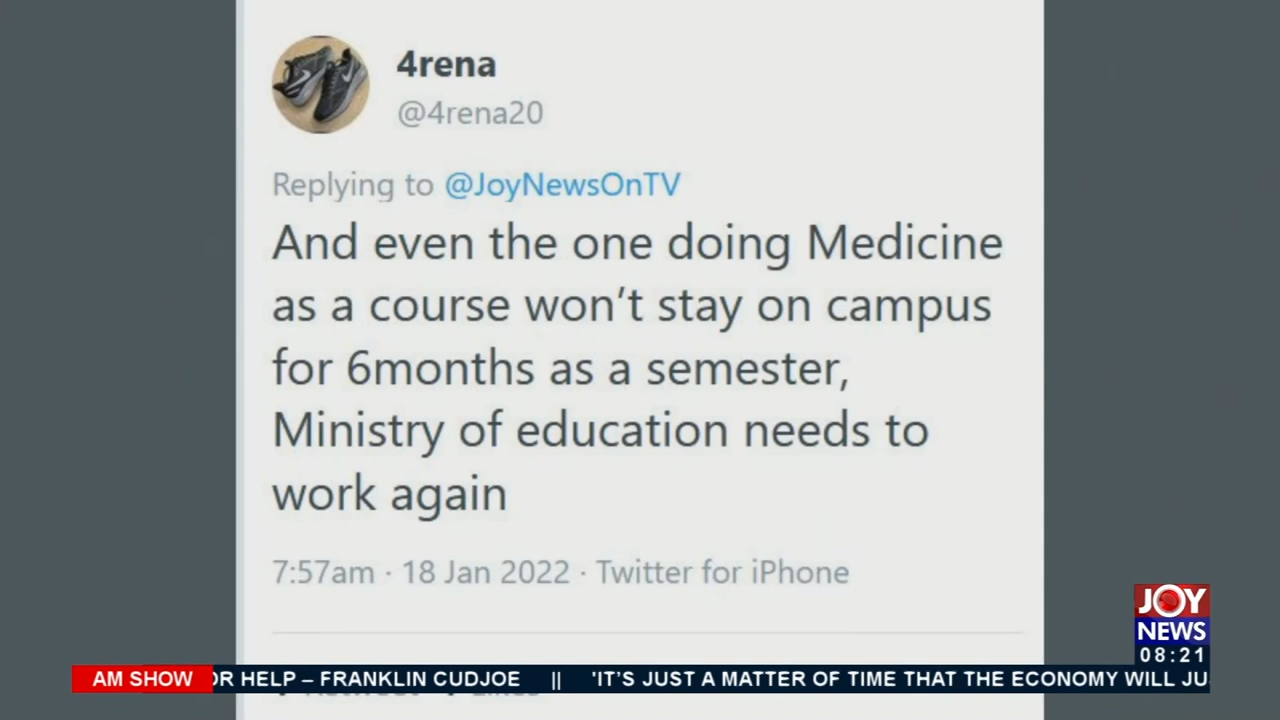 4rena
@4rena20
Replying to @JoyNewsOnTV
And even the one doing Medicine
as a course won't stay on campus
for 6months as a semester,
Ministry of education needs to
work again
7:57am · 18 Jan 2022 · Twitter for iPhone
JOY
NEWS
08:21
AM SHOW OR HELP – FRANKLIN CUDJOE || 'IT'S JUST A MATTER OF TIME THAT THE ECONOMY WILL